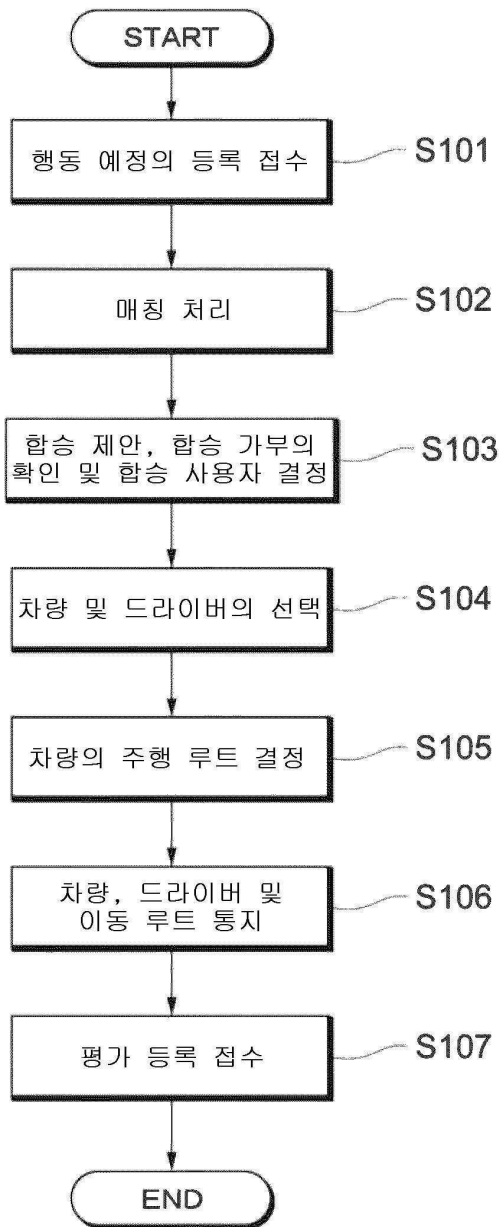 START
행동 예정의 등록 접수
S101
매칭 처리
S102
합승 제안, 합승 가부의
확인 및 합승 사용자 결정
S103
차량 및 드라이버의 선택
S104
차량의 주행 루트 결정
S105
차량, 드라이버 및
이동 루트 통지
S106
평가 등록 접수
S107
END